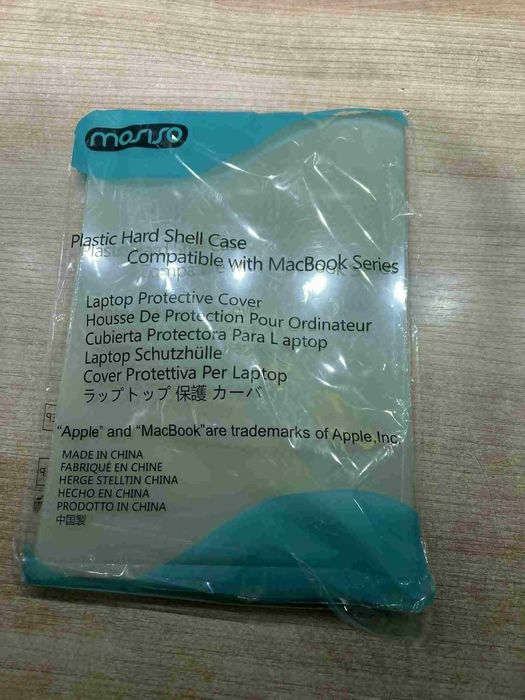 mosiso
Plastic Hard Shell Case
Compatible with MacBook Series
Laptop Protective Cover
Housse De Protection Pour Ordinateur
Cubierta Protectora Para L aptop
Laptop Schutzhülle
Cover Protettiva Per Laptop
ラップトップ 保護 カーバ
"Apple" and "MacBook"are trademarks of Apple,Inc.
MADE IN CHINA
FABRIQUÉ EN CHINE
HERGE STELLTIN CHINA
HECHO EN CHINA
PRODOTTO IN CHINA
中国製